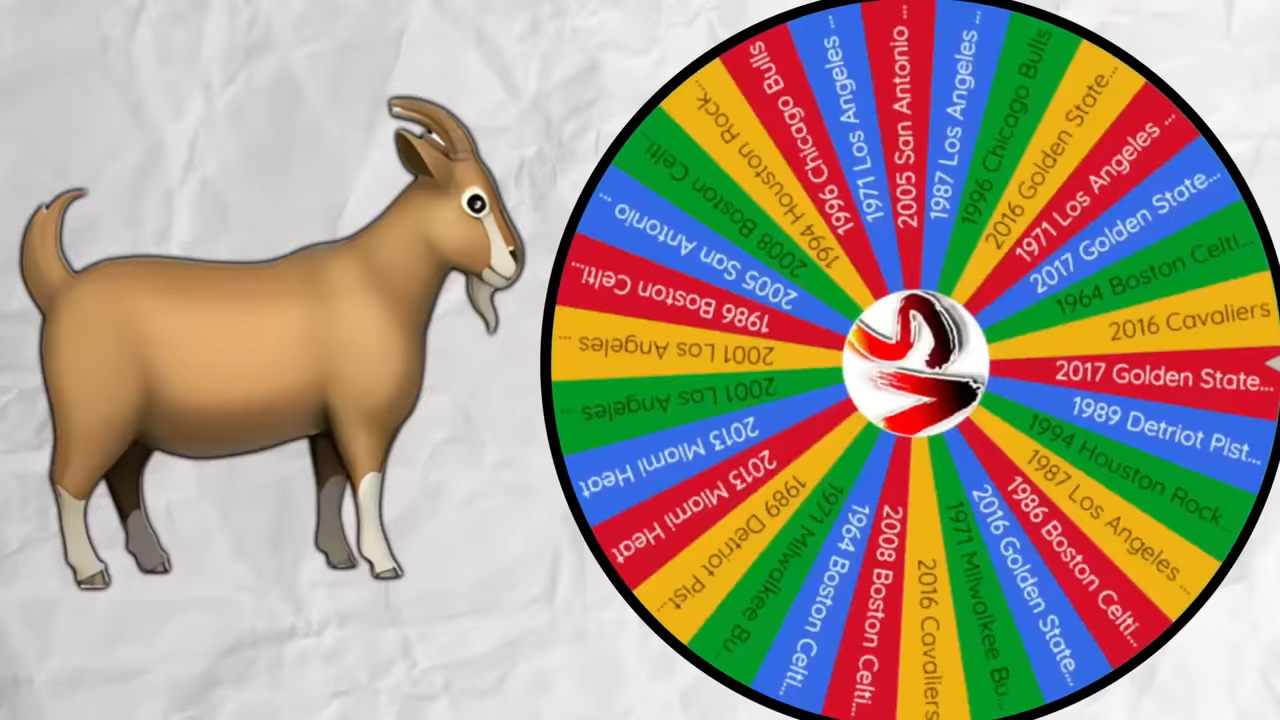 2005 San Antonio ...
1987 Los Angeles ...
1996 Chicago Bulls
2016 Golden State...
1971 Los Angeles ...
2017 Golden State...
1964 Boston Celti...
2016 Cavaliers
2017 Golden State...
1989 Detriot Pist...
1994 Houston Rock...
1987 Los Angeles ...
1986 Boston Celti...
2016 Golden State...
1971 Milwalkee Bu...
2016 Cavaliers
2008 Boston Celti...
1964 Boston Celti...
1971 Milwalkee Bu...
1989 Detriot Pist...
2013 Miami Heat
2013 Miami Heat
2001 Los Angeles ...
2001 Los Angeles ...
1986 Boston Celti...
2005 San Antonio ...
2008 Boston Celti...
1994 Houston Rock...
1996 Chicago Bulls
1971 Los Angeles ...